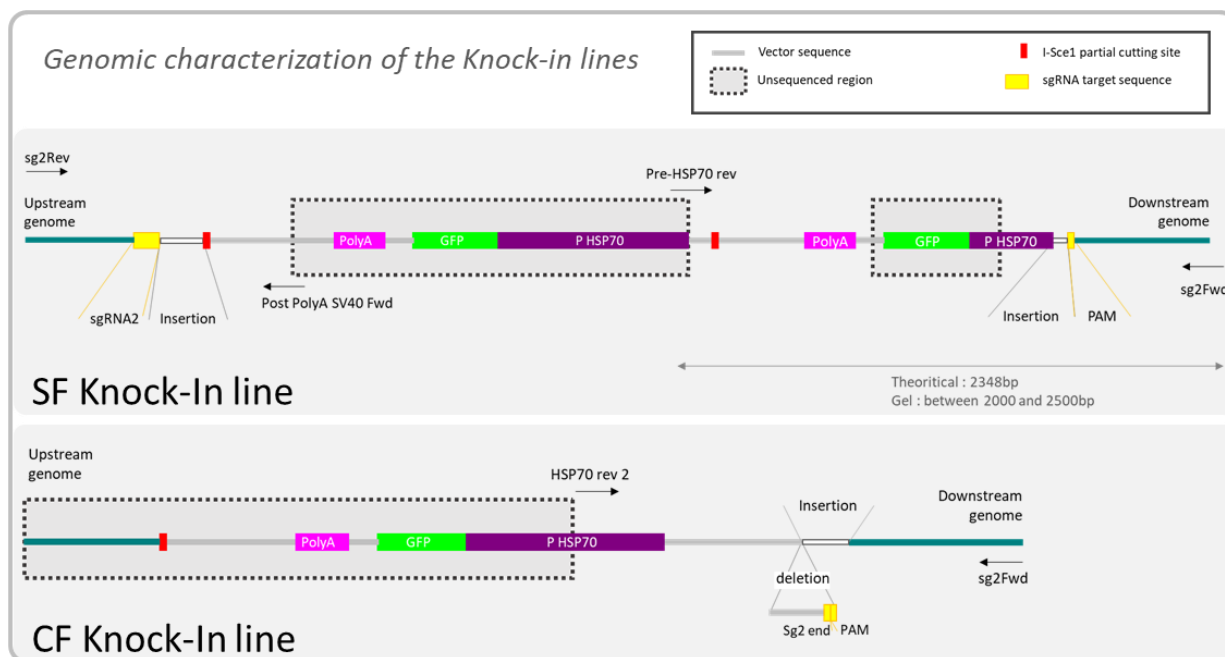 Genomic characterization of the Knock-in lines
Vector sequence
I-Sce1 partial cutting site
Unsequenced region
sgRNA target sequence
sg2Rev
Upstream
genome
Pre-HSP70 rev
Downstream
genome
PolyA
GFP
P HSP70
PolyA
GFP
P HSP70
sgRNA2
Insertion
Post PolyA SV40 Fwd
Insertion
PAM
sg2Fwd
Theoritical : 2348bp
Gel : between 2000 and 2500bp
SF Knock-In line
Upstream
genome
HSP70 rev 2
Insertion
Downstream
genome
PolyA
GFP
P HSP70
deletion
sg2Fwd
Sg2 end
PAM
CF Knock-In line